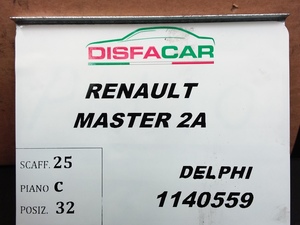 DISFACAR
RENAULT
MASTER 2A
SCAFF. 25
PIANO C
POSIZ. 32
DELPHI
1140559